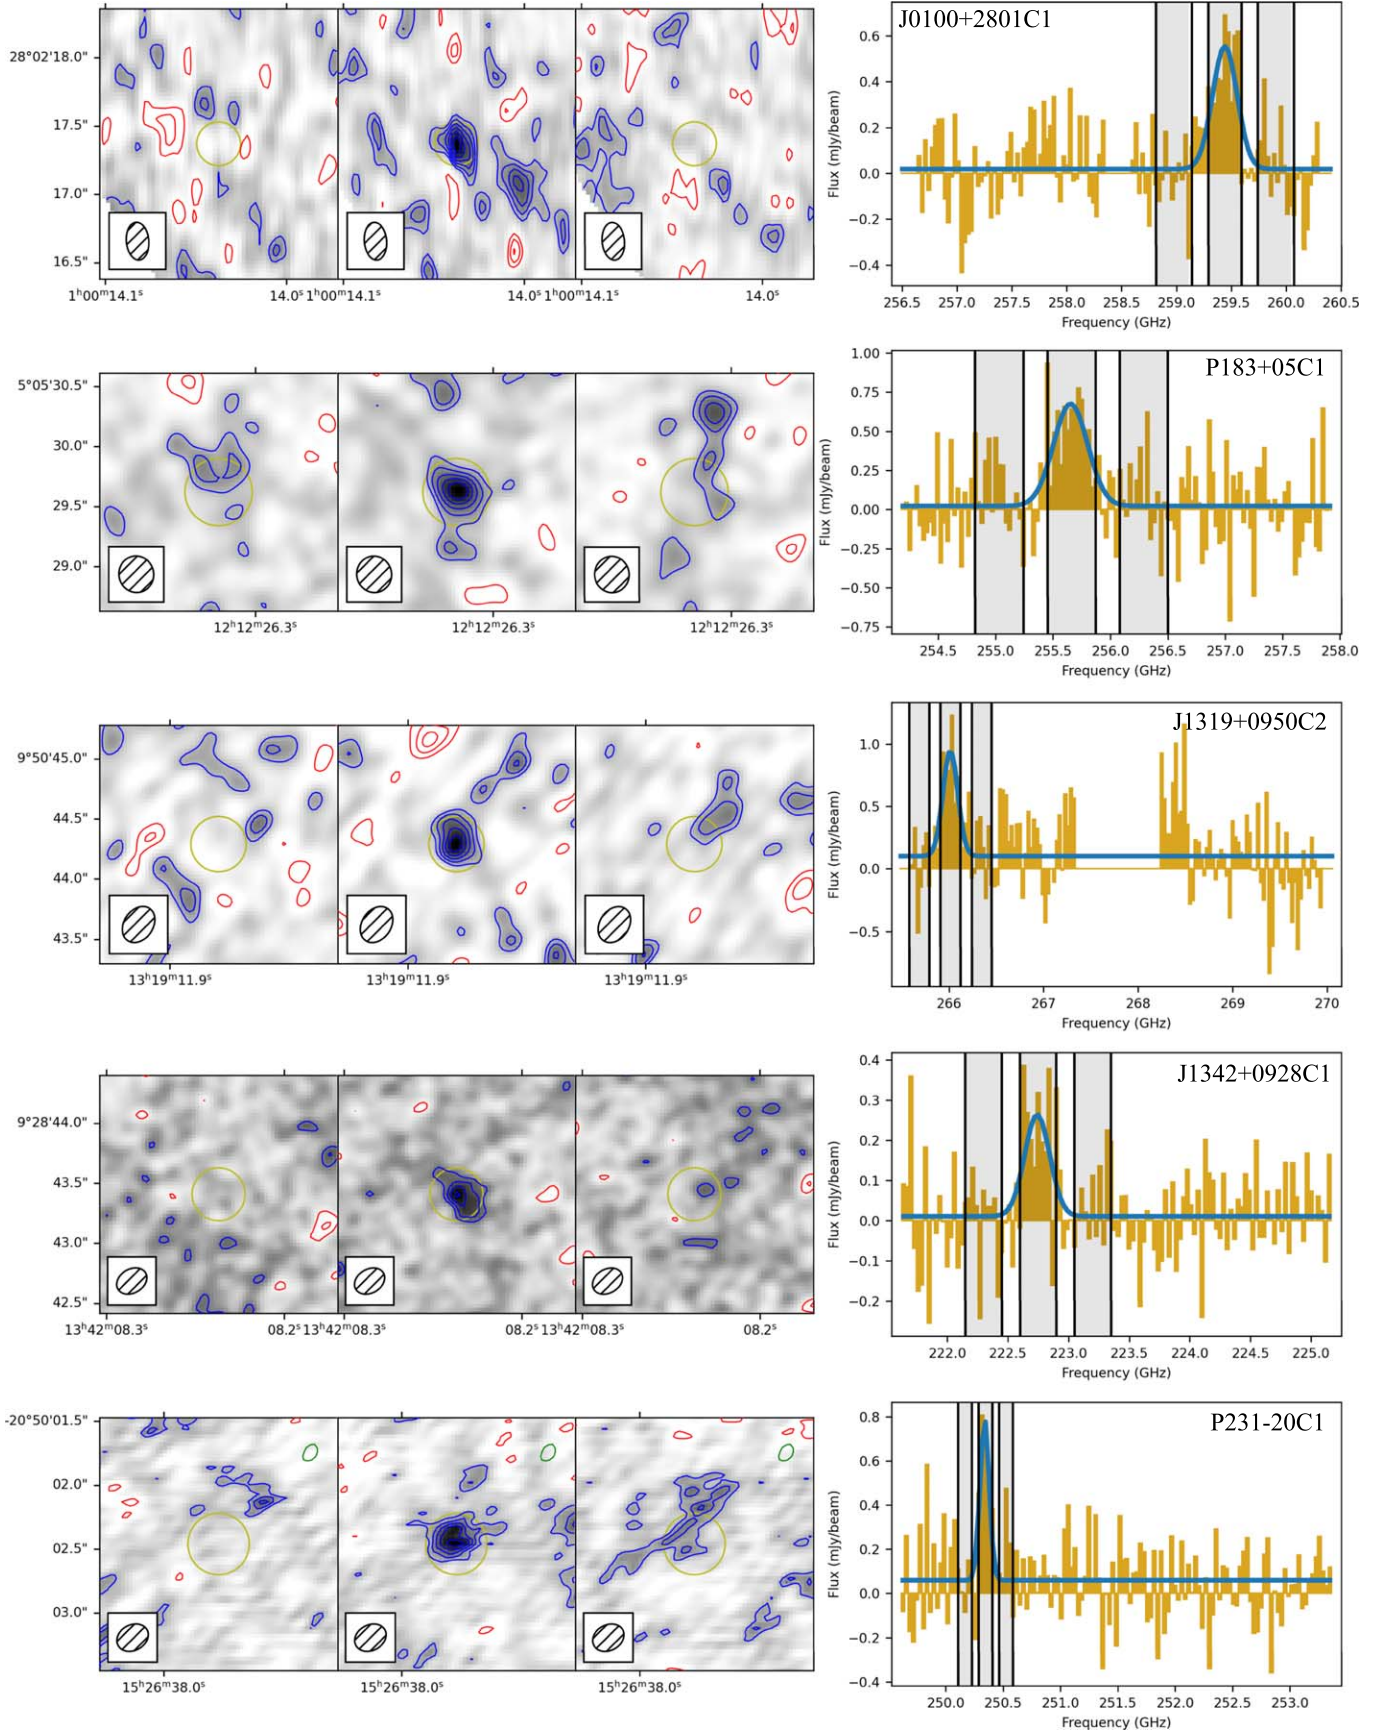 J0100+2801C1
28°02'18.0"
17.5"
17.0"
16.5"
1ʰ00ᵐ14.1ˢ 14.0ˢ 1ʰ00ᵐ14.1ˢ 14.0ˢ 1ʰ00ᵐ14.1ˢ 14.0ˢ
Flux (mJy/beam)
0.6
0.4
0.2
0.0
−0.2
−0.4
256.5 257.0 257.5 258.0 258.5 259.0 259.5 260.0 260.5
Frequency (GHz)
P183+05C1
5°05'30.5"
30.0"
29.5"
29.0"
12ʰ12ᵐ26.3ˢ 12ʰ12ᵐ26.3ˢ 12ʰ12ᵐ26.3ˢ
Flux (mJy/beam)
1.00
0.75
0.50
0.25
0.00
−0.25
−0.50
−0.75
254.5 255.0 255.5 256.0 256.5 257.0 257.5 258.0
Frequency (GHz)
J1319+0950C2
9°50'45.0"
44.5"
44.0"
43.5"
13ʰ19ᵐ11.9ˢ 13ʰ19ᵐ11.9ˢ 13ʰ19ᵐ11.9ˢ
Flux (mJy/beam)
1.0
0.5
0.0
−0.5
266 267 268 269 270
Frequency (GHz)
J1342+0928C1
9°28'44.0"
43.5"
43.0"
42.5"
13ʰ42ᵐ08.3ˢ 08.2ˢ 13ʰ42ᵐ08.3ˢ 08.2ˢ 13ʰ42ᵐ08.3ˢ 08.2ˢ
Flux (mJy/beam)
0.4
0.3
0.2
0.1
0.0
−0.1
−0.2
222.0 222.5 223.0 223.5 224.0 224.5 225.0
Frequency (GHz)
P231-20C1
-20°50'01.5"
02.0"
02.5"
03.0"
15ʰ26ᵐ38.0ˢ 15ʰ26ᵐ38.0ˢ 15ʰ26ᵐ38.0ˢ
Flux (mJy/beam)
0.8
0.6
0.4
0.2
0.0
−0.2
−0.4
250.0 250.5 251.0 251.5 252.0 252.5 253.0
Frequency (GHz)